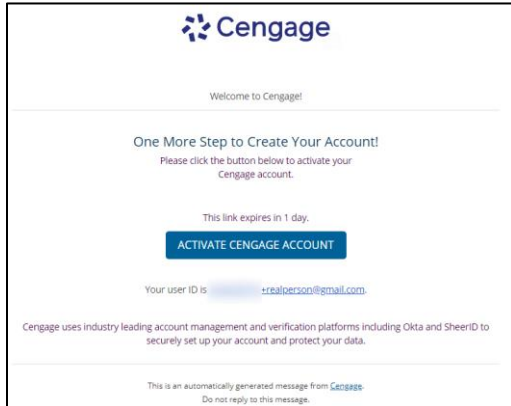 Cengage
Welcome to Cengage!
One More Step to Create Your Account!
Please click the button below to activate your
Cengage account.
This link expires in 1 day.
ACTIVATE CENGAGE ACCOUNT
Your user ID is +realperson@gmail.com.
Cengage uses industry leading account management and verification platforms including Okta and SheerID to
securely set up your account and protect your data.
This is an automatically generated message from Cengage.
Do not reply to this message.